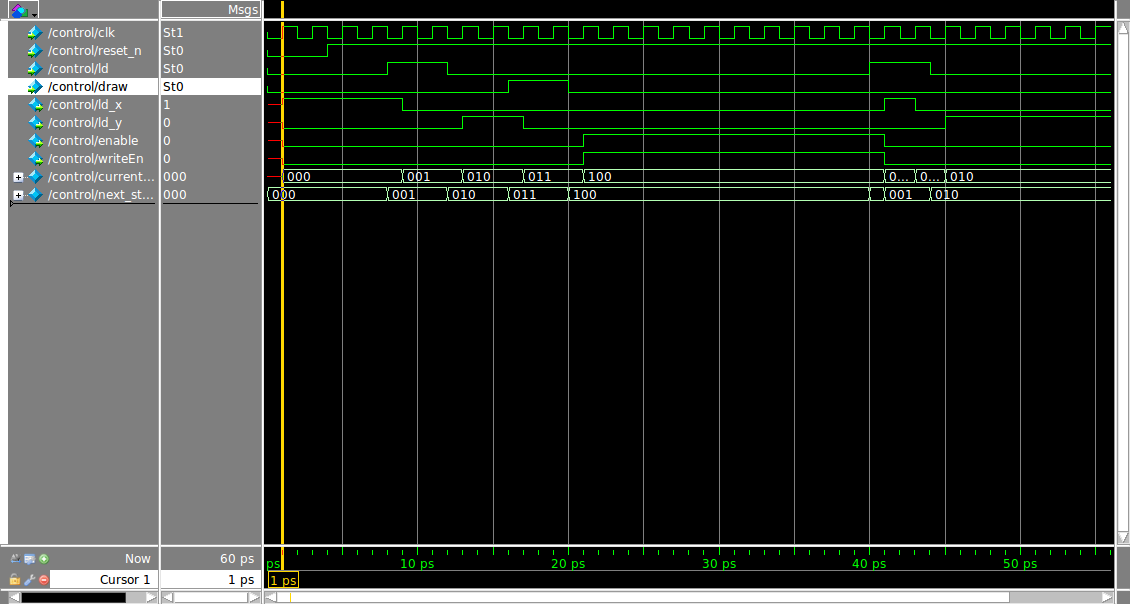 Msgs
/control/clk St1
/control/reset_n St0
/control/ld St0
/control/draw St0
/control/ld_x 1
/control/ld_y 0
/control/enable 0
/control/writeEn 0
/control/current... 000 000 001 010 011 100 0... 0... 010
/control/next_st... 000 000 001 010 011 100 001 010
Now 60 ps ps 10 ps 20 ps 30 ps 40 ps 50 ps
Cursor 1 1 ps 1 ps